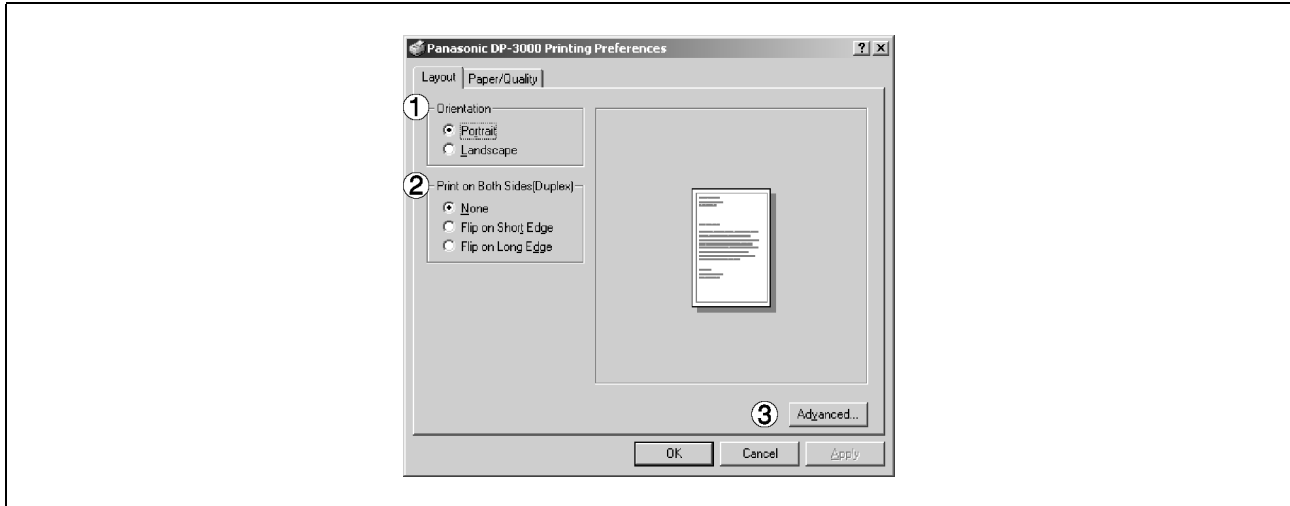 Panasonic DP-3000 Printing Preferences
Layout Paper/Quality
① Orientation
Portrait
Landscape
② Print on Both Sides(Duplex)
None
Flip on Short Edge
Flip on Long Edge
③ Advanced...
OK Cancel Apply